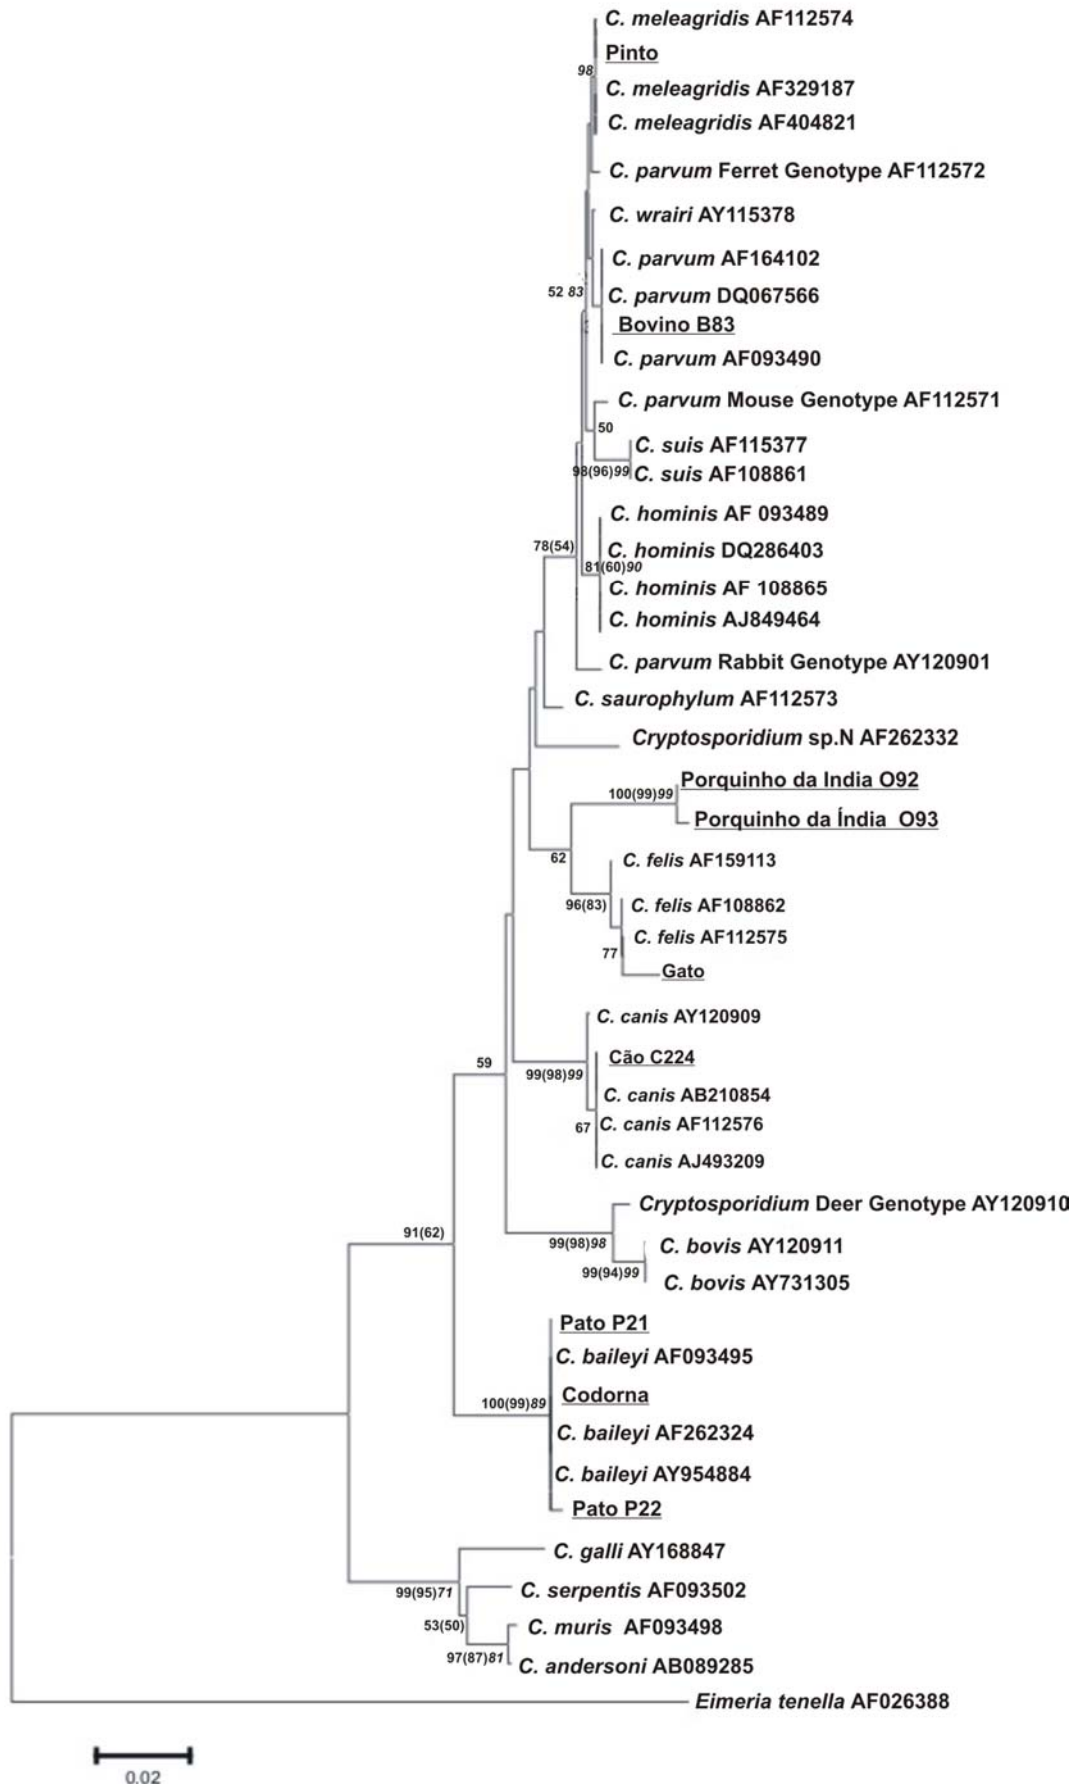 C. meleagridis AF112574
Pinto
98
C. meleagridis AF329187
C. meleagridis AF404821
C. parvum Ferret Genotype AF112572
C. wrairi AY115378
C. parvum AF164102
52 83
C. parvum DQ067566
Bovino B83
C. parvum AF093490
C. parvum Mouse Genotype AF112571
50
C. suis AF115377
98(96)99
C. suis AF108861
C. hominis AF 093489
78(54)
C. hominis DQ286403
81(60)90
C. hominis AF 108865
C. hominis AJ849464
C. parvum Rabbit Genotype AY120901
C. saurophylum AF112573
Cryptosporidium sp.N AF262332
Porquinho da India O92
100(99)99
Porquinho da Índia O93
62
C. felis AF159113
96(83)
C. felis AF108862
C. felis AF112575
77
Gato
C. canis AY120909
59
Cão C224
99(98)99
C. canis AB210854
67
C. canis AF112576
C. canis AJ493209
Cryptosporidium Deer Genotype AY120910
91(62)
99(98)98
C. bovis AY120911
99(94)99
C. bovis AY731305
Pato P21
C. baileyi AF093495
Codorna
100(99)89
C. baileyi AF262324
C. baileyi AY954884
Pato P22
C. galli AY168847
99(95)71
C. serpentis AF093502
53(50)
C. muris AF093498
97(87)81
C. andersoni AB089285
Eimeria tenella AF026388
0.02